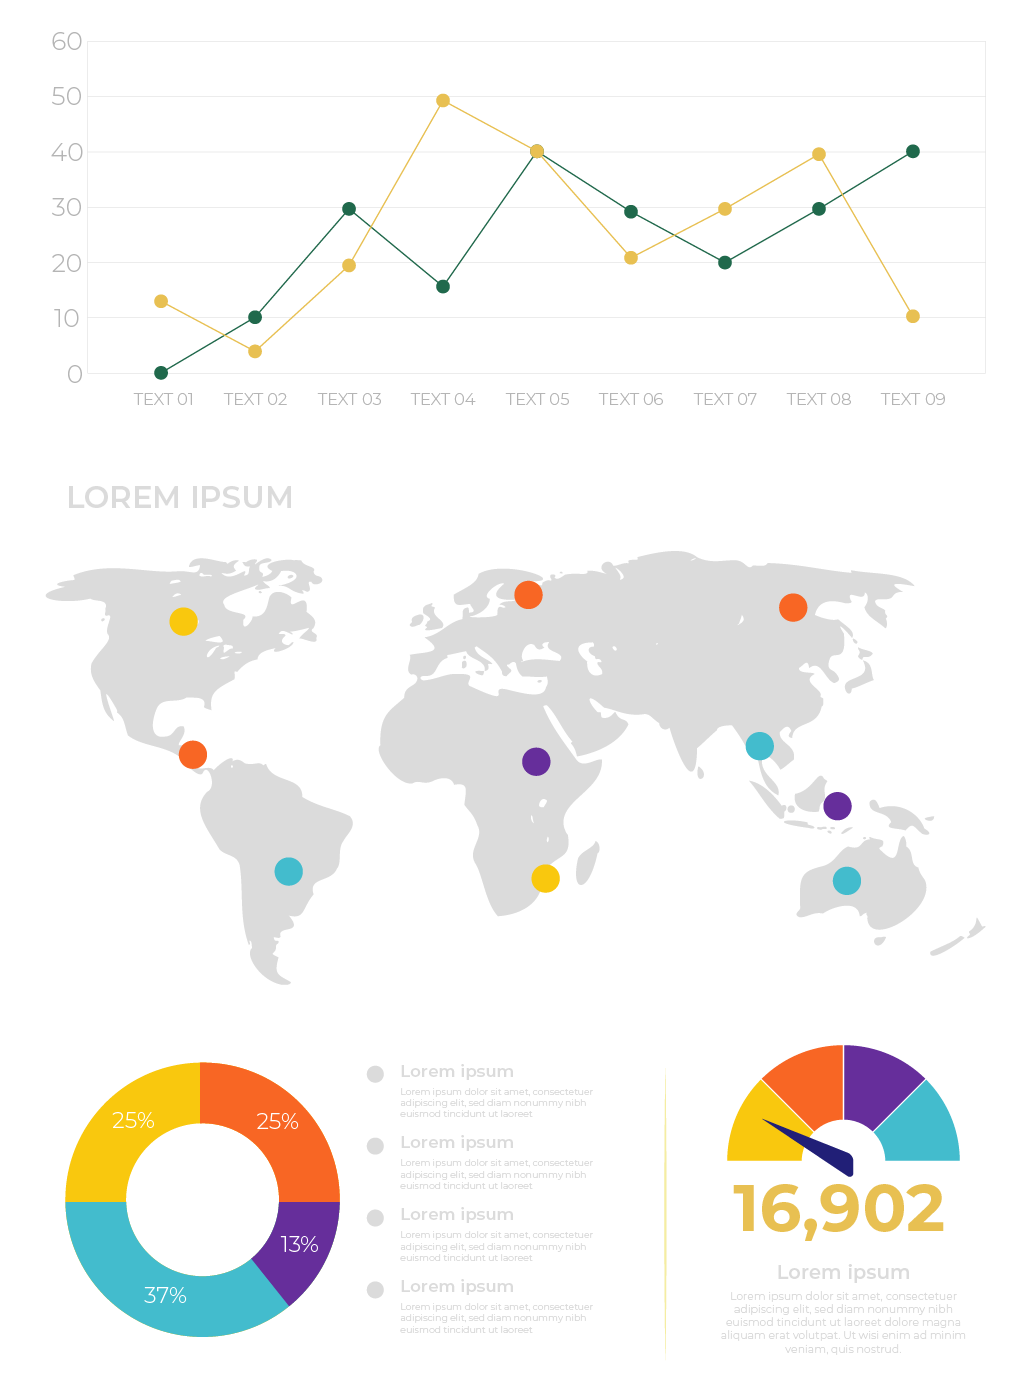 60
50
40
30
20
10
0
TEXT 01 TEXT 02 TEXT 03 TEXT 04 TEXT 05 TEXT 06 TEXT 07 TEXT 08 TEXT 09
LOREM IPSUM
25%
25%
13%
37%
Lorem ipsum
Lorem ipsum dolor sit amet, consectetuer
adipiscing elit, sed diam nonummy nibh
euismod tincidunt ut laoreet
Lorem ipsum
Lorem ipsum dolor sit amet, consectetuer
adipiscing elit, sed diam nonummy nibh
euismod tincidunt ut laoreet
Lorem ipsum
Lorem ipsum dolor sit amet, consectetuer
adipiscing elit, sed diam nonummy nibh
euismod tincidunt ut laoreet
Lorem ipsum
Lorem ipsum dolor sit amet, consectetuer
adipiscing elit, sed diam nonummy nibh
euismod tincidunt ut laoreet
16,902
Lorem ipsum
Lorem ipsum dolor sit amet, consectetuer
adipiscing elit, sed diam nonummy nibh
euismod tincidunt ut laoreet dolore magna
aliquam erat volutpat. Ut wisi enim ad minim
veniam, quis nostrud.